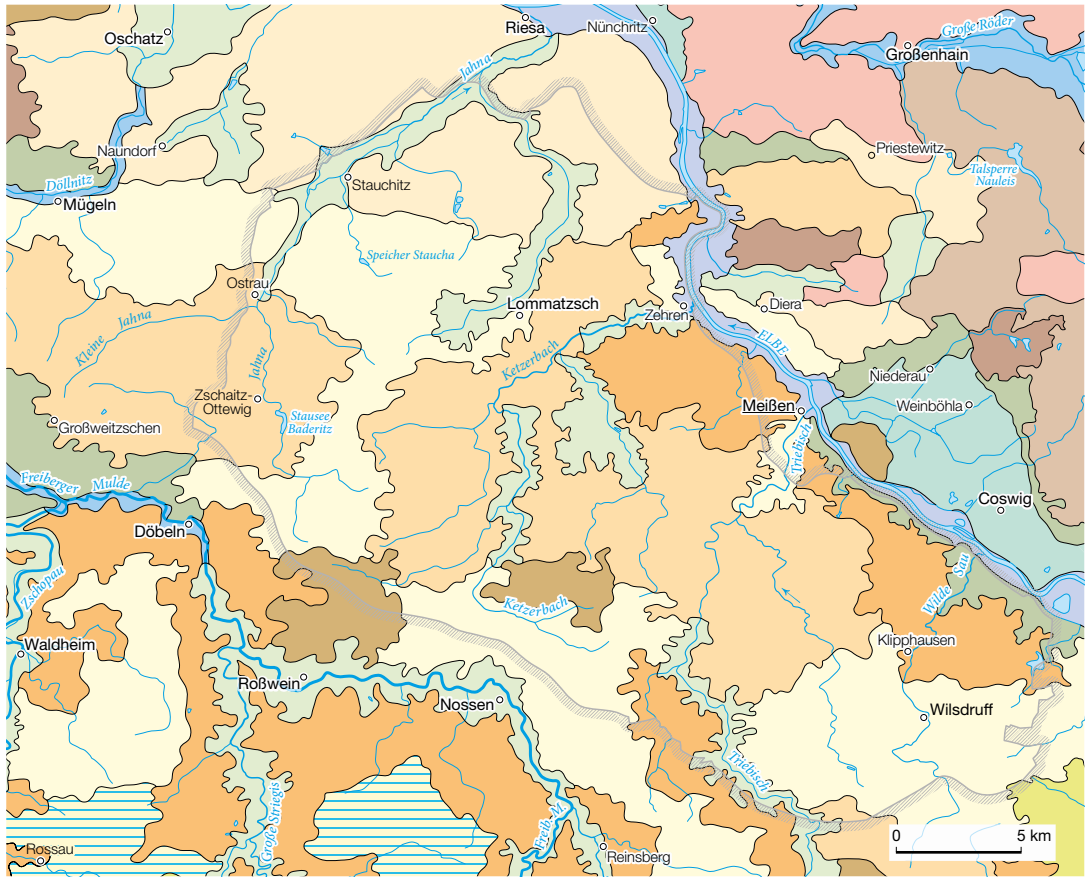 Riesa
Nünchritz
Oschatz
Große Röder
Großenhain
Jahna
Naundorf
Priestewitz
Döllnitz
Mügeln
Stauchitz
Talsperre
Nauleis
Speicher Staucha
Ostrau
Lommatzsch
Zehren
Diera
Kleine Jahna
Jahna
Ketzerbach
ELBE
Niederau
Zschaitz-
Ottewig
Stausee
Baderitz
Meißen
Weinböhla
Großweitzschen
Triebisch
Freiberger Mulde
Coswig
Döbeln
Zschopau
Wilde Sau
Ketzerbach
Waldheim
Klipphausen
Roßwein
Nossen
Wilsdruff
Triebisch
Große Striegis
Freib. M.
Rossau
Reinsberg
0 5 km